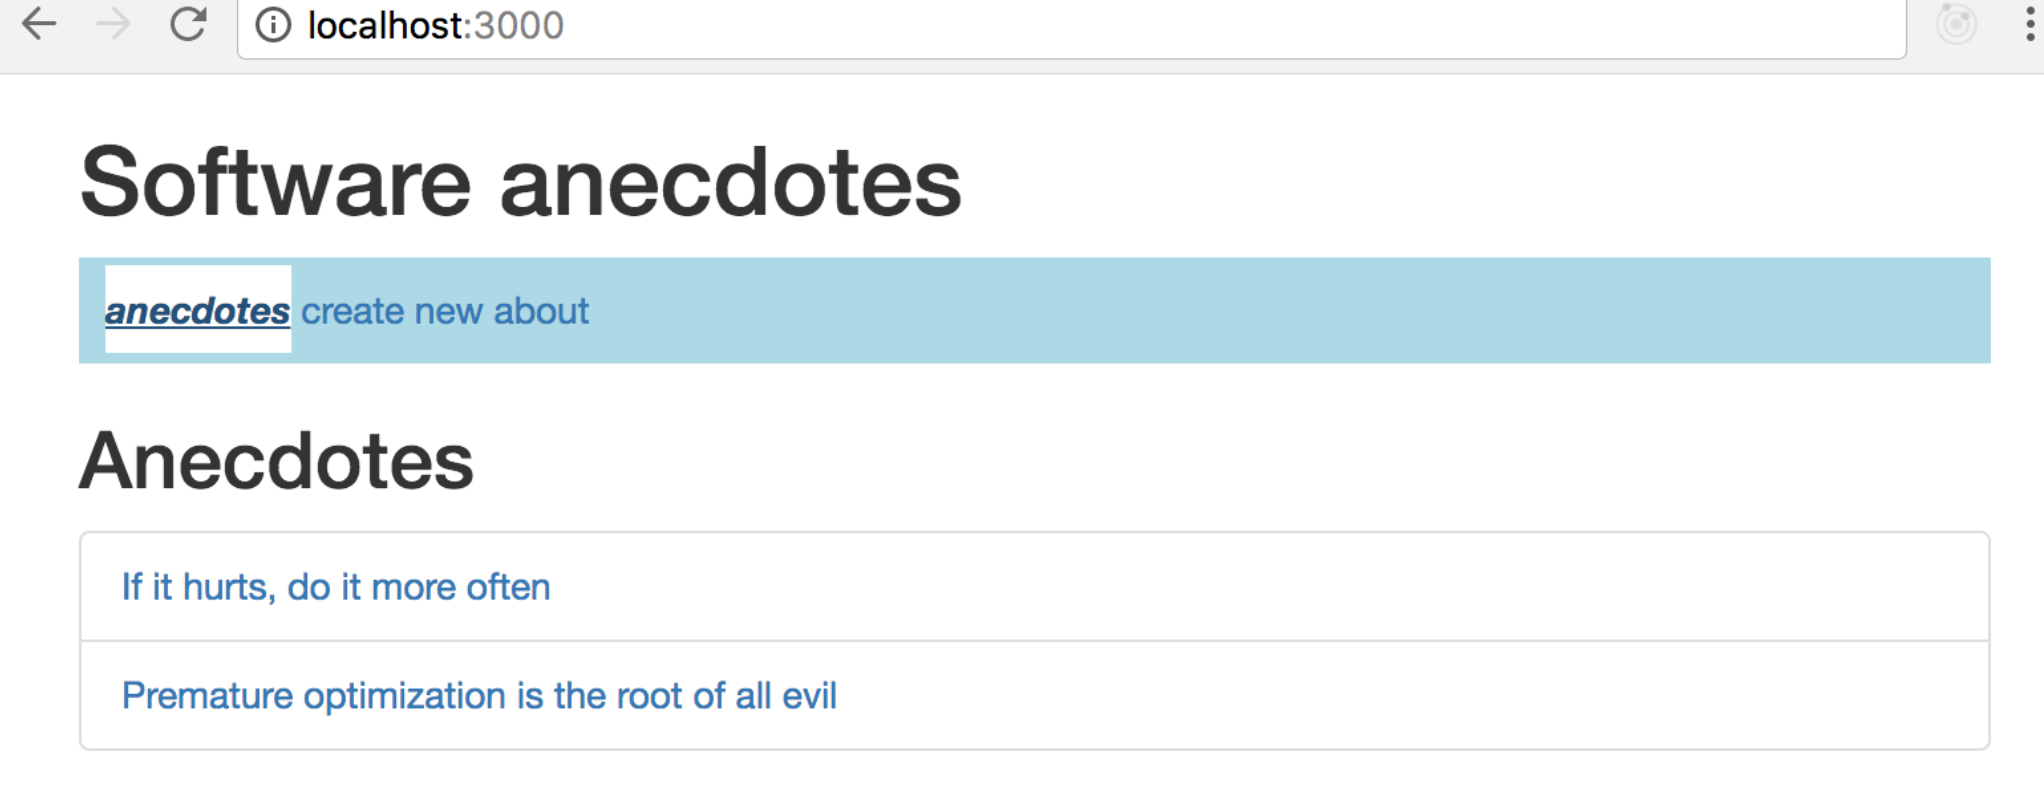 localhost:3000
Software anecdotes
anecdotes create new about
Anecdotes
If it hurts, do it more often
Premature optimization is the root of all evil